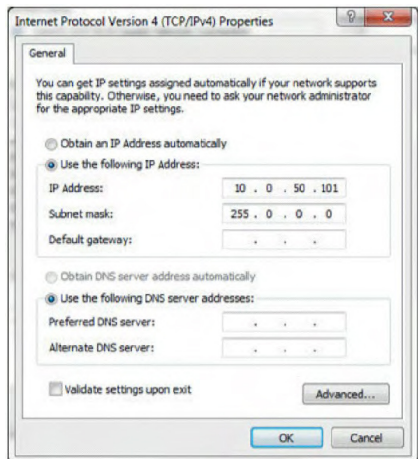 Internet Protocol Version 4 (TCP/IPv4) Properties
General
You can get IP settings assigned automatically if your network supports
this capability. Otherwise, you need to ask your network administrator
for the appropriate IP settings.
Obtain an IP Address automatically
Use the following IP Address:
IP Address: 10 . 0 . 50 . 101
Subnet mask: 255 . 0 . 0 . 0
Default gateway: . . .
Obtain DNS server address automatically
Use the following DNS server addresses:
Preferred DNS server: . . .
Alternate DNS server: . . .
Validate settings upon exit
Advanced...
OK Cancel